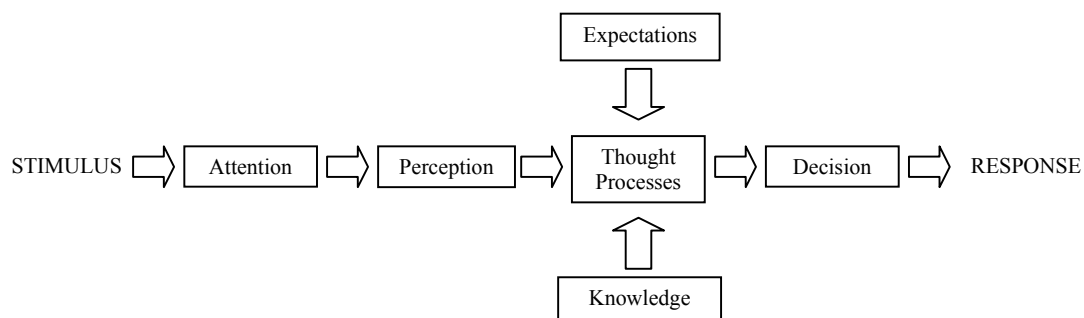 Expectations
STIMULUS
Attention
Perception
Thought
Processes
Decision
RESPONSE
Knowledge